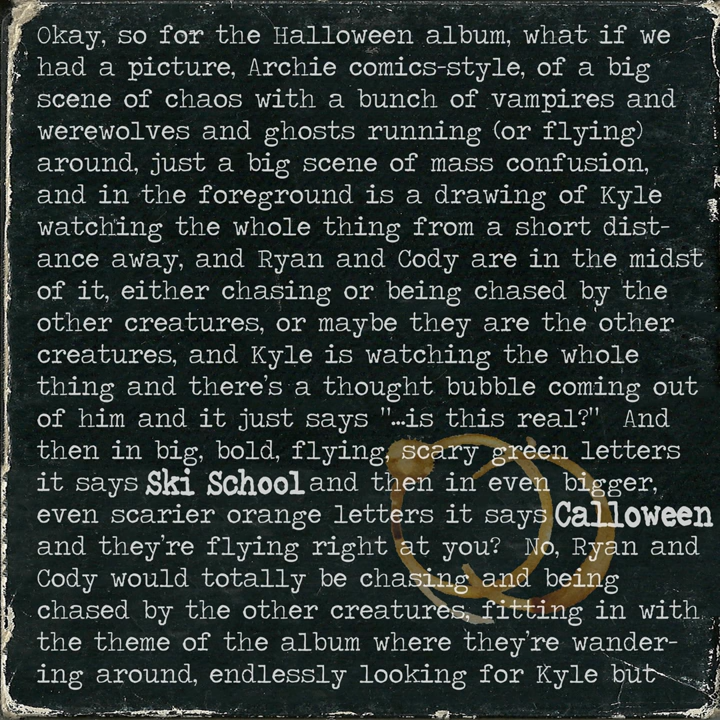 Okay, so for the Halloween album, what if we
had a picture, Archie comics-style, of a big
scene of chaos with a bunch of vampires and
werewolves and ghosts running (or flying)
around, just a big scene of mass confusion,
and in the foreground is a drawing of Kyle
watching the whole thing from a short dist-
ance away, and Ryan and Cody are in the midst
of it, either chasing or being chased by the
other creatures, or maybe they are the other
creatures, and Kyle is watching the whole
thing and there's a thought bubble coming out
of him and it just says "...is this real?" And
then in big, bold, flying, scary green letters
it says Ski School and then in even bigger,
even scarier orange letters it says Calloween
and they're flying right at you? No, Ryan and
Cody would totally be chasing and being
chased by the other creatures, fitting in with
the theme of the album where they're wander-
ing around, endlessly looking for Kyle but